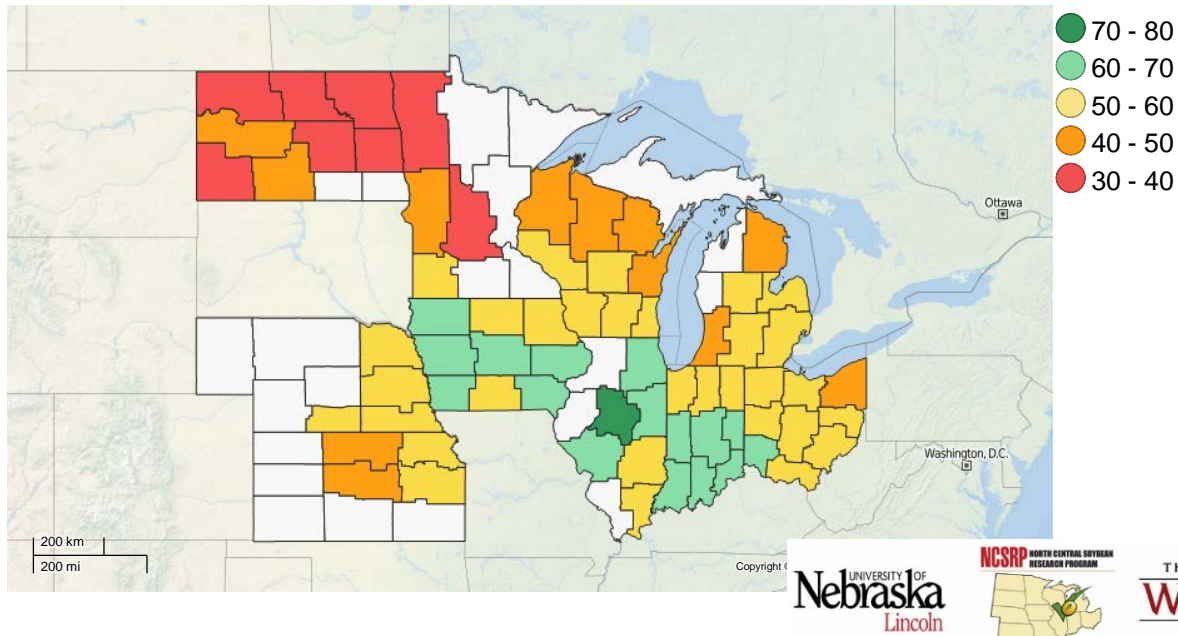 70 - 80
60 - 70
50 - 60
40 - 50
30 - 40
Ottawa
Washington, D.C.
200 km
200 mi
Copyright ©
UNIVERSITY OF
Nebraska
Lincoln
NCSRP NORTH CENTRAL SOYBEAN
RESEARCH PROGRAM
TH
W